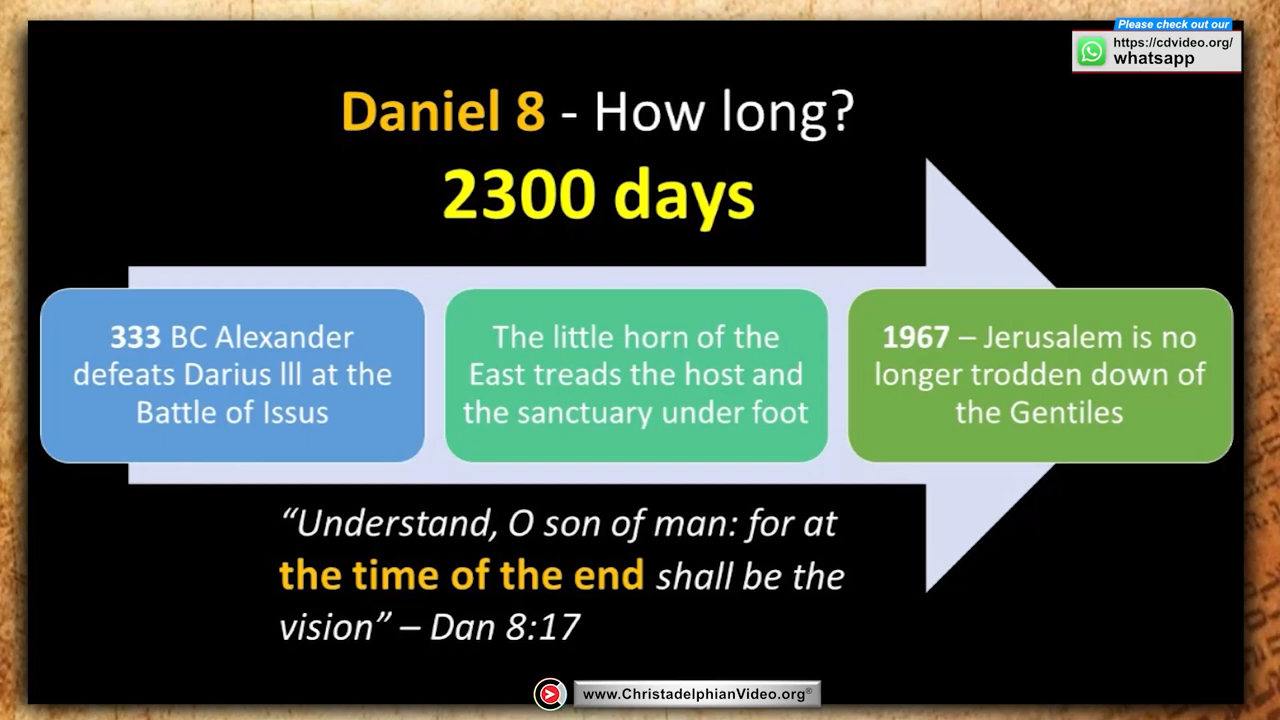 Please check out our
https://cdvideo.org/
whatsapp
Daniel 8 - How long?
2300 days
333 BC Alexander
defeats Darius lll at the
Battle of Issus
The little horn of the
East treads the host and
the sanctuary under foot
1967 – Jerusalem is no
longer trodden down of
the Gentiles
“Understand, O son of man: for at
the time of the end shall be the
vision” – Dan 8:17
www.ChristadelphianVideo.org®